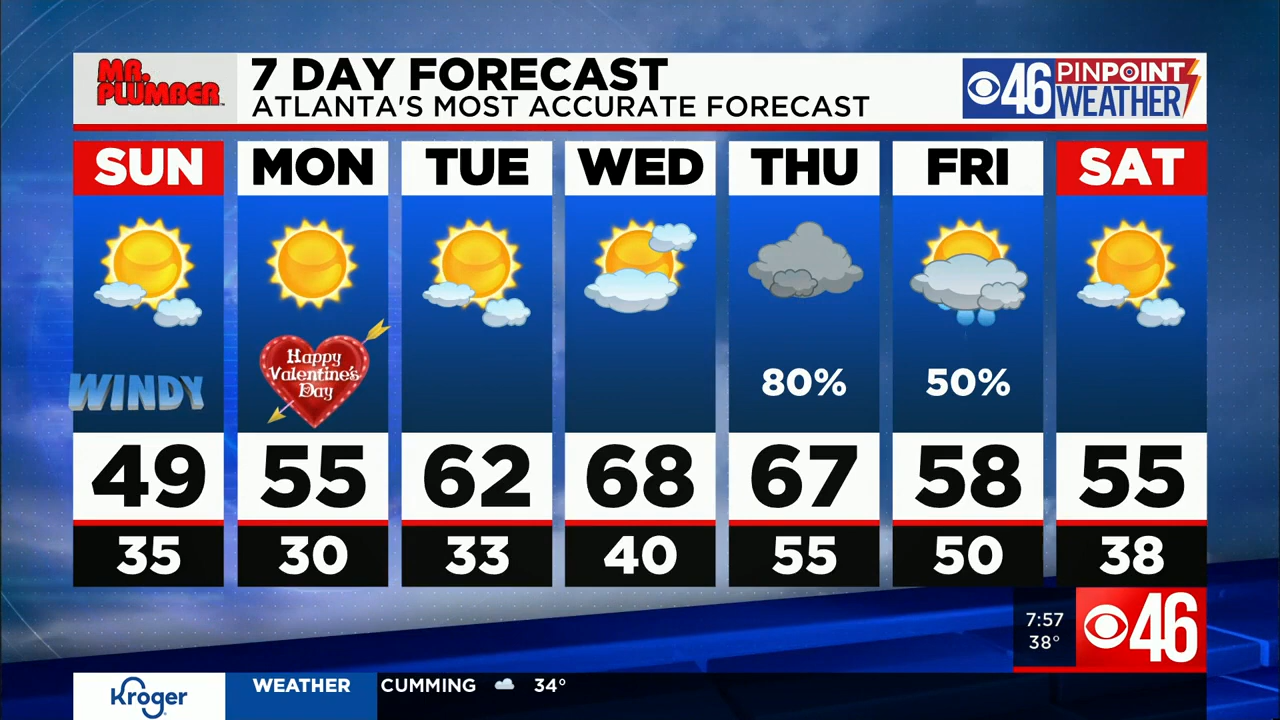 MR. PLUMBER
7 DAY FORECAST
ATLANTA'S MOST ACCURATE FORECAST
46 PINPOINT WEATHER
SUN MON TUE WED THU FRI SAT
Happy
Valentine's
Day
WINDY
80% 50%
49 55 62 68 67 58 55
35 30 33 40 55 50 38
7:57
38°
46
Kroger WEATHER CUMMING 34°